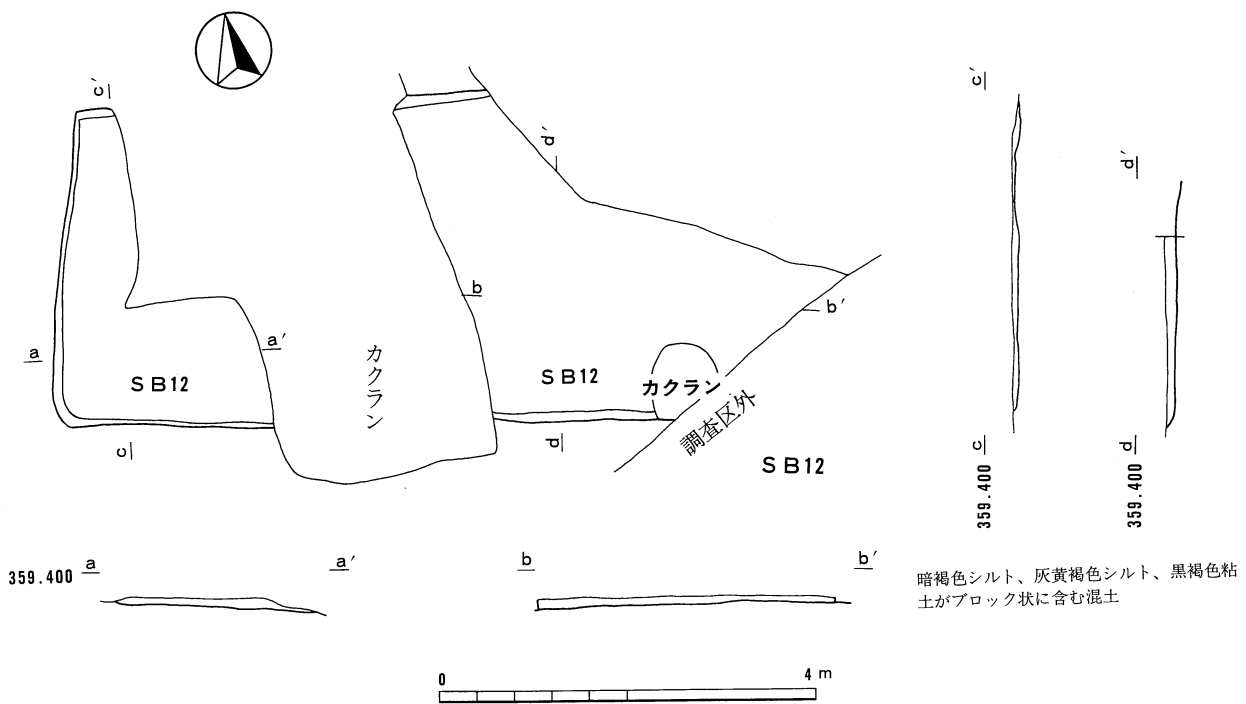 c′
c′
d′
d′
b
b′
a
a′
カクラン
SB12
SB12
カクラン
調査区外
c
d
SB12
c
359.400
d
359.400
359.400
a
a′
b
b′
暗褐色シルト、灰黄褐色シルト、黒褐色粘
土がブロック状に含む混土
0
4 m